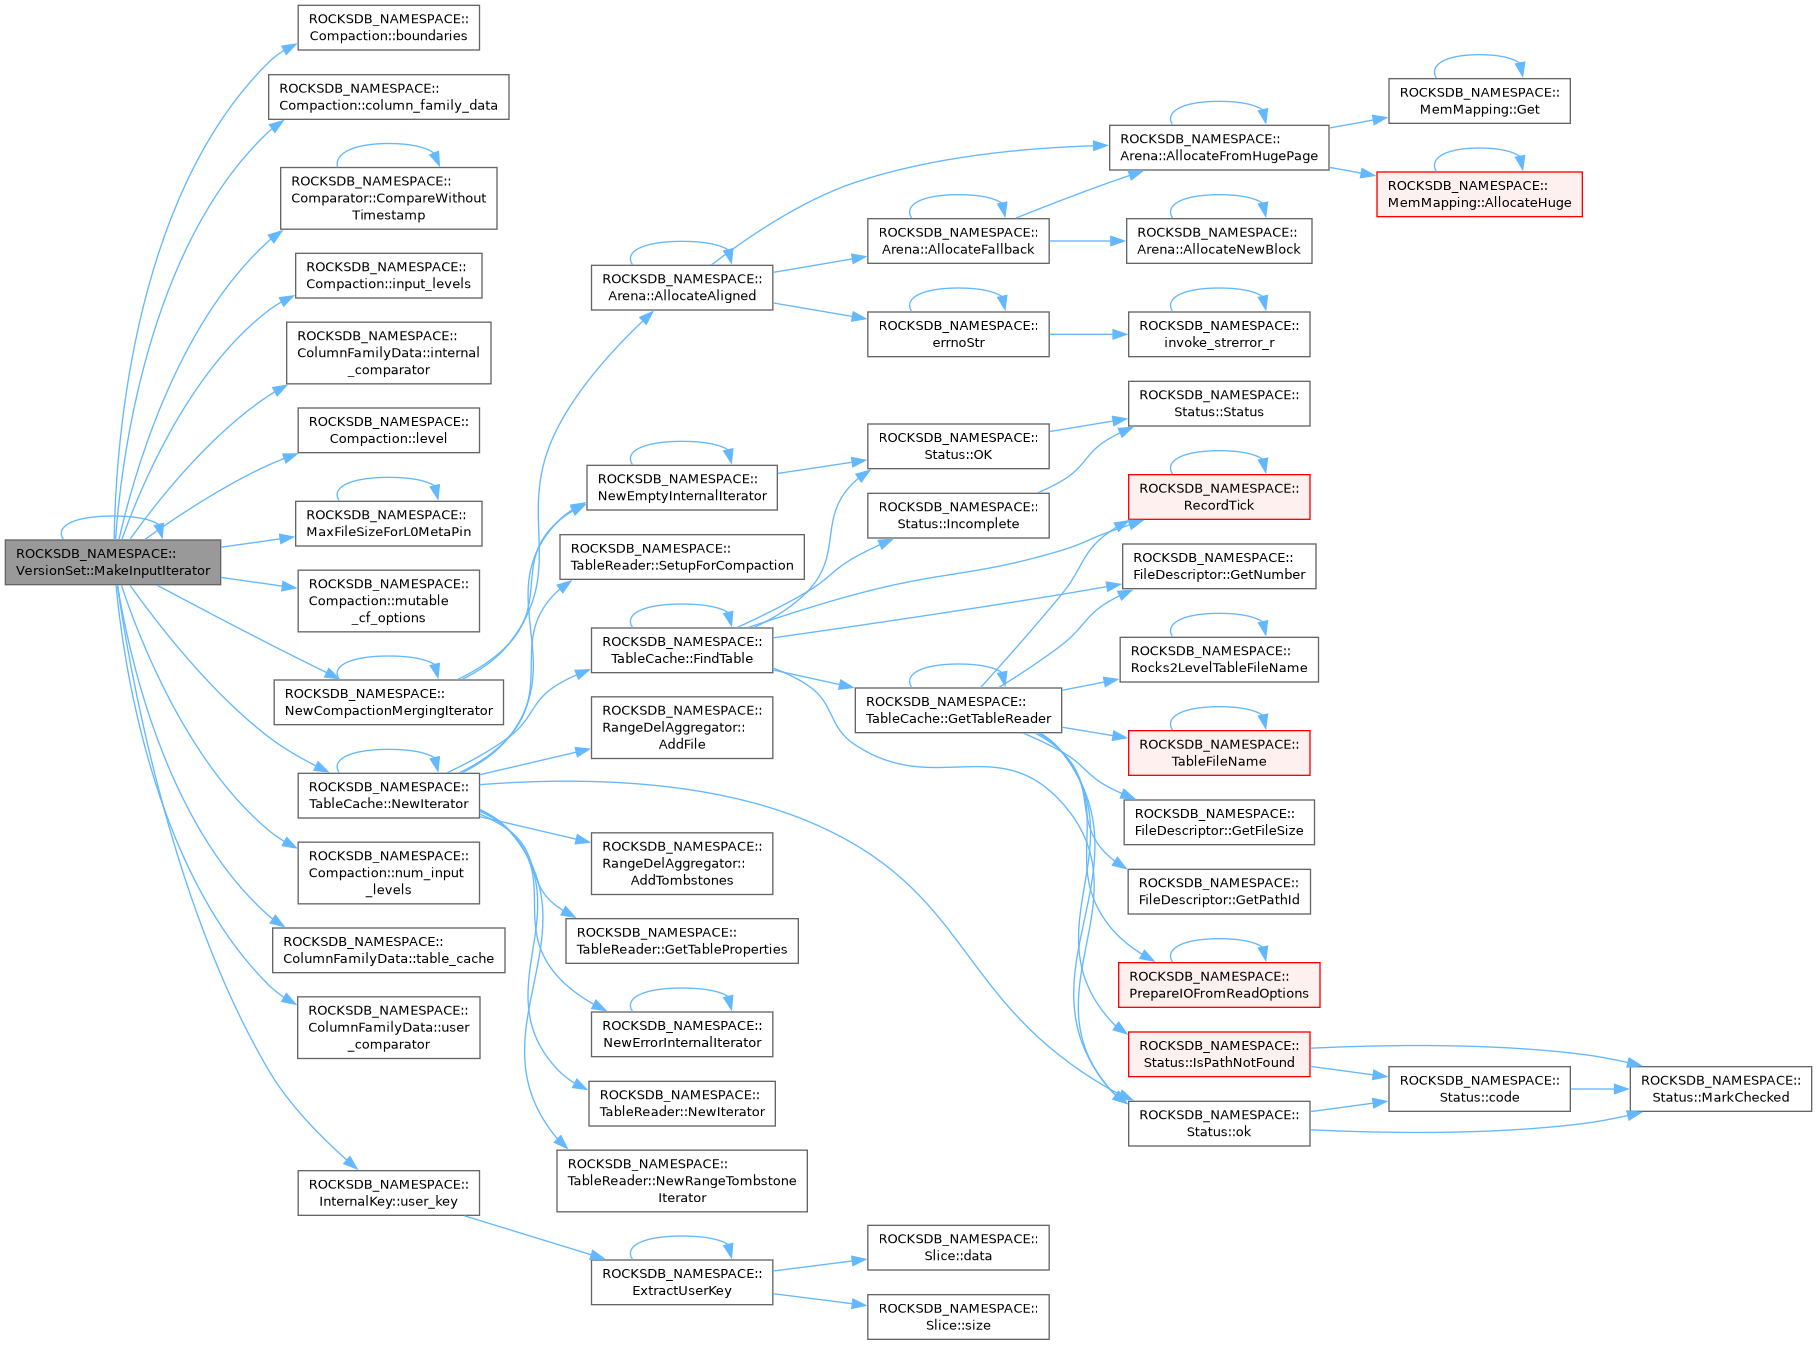 ROCKSDB_NAMESPACE::
VersionSet::MakeInputIterator
ROCKSDB_NAMESPACE::
Compaction::boundaries
ROCKSDB_NAMESPACE::
Compaction::column_family_data
ROCKSDB_NAMESPACE::
Comparator::CompareWithout
Timestamp
ROCKSDB_NAMESPACE::
Compaction::input_levels
ROCKSDB_NAMESPACE::
ColumnFamilyData::internal
_comparator
ROCKSDB_NAMESPACE::
Compaction::level
ROCKSDB_NAMESPACE::
MaxFileSizeForL0MetaPin
ROCKSDB_NAMESPACE::
Compaction::mutable
_cf_options
ROCKSDB_NAMESPACE::
NewCompactionMergingIterator
ROCKSDB_NAMESPACE::
TableCache::NewIterator
ROCKSDB_NAMESPACE::
Compaction::num_input
_levels
ROCKSDB_NAMESPACE::
ColumnFamilyData::table_cache
ROCKSDB_NAMESPACE::
ColumnFamilyData::user
_comparator
ROCKSDB_NAMESPACE::
InternalKey::user_key
ROCKSDB_NAMESPACE::
Arena::AllocateAligned
ROCKSDB_NAMESPACE::
NewEmptyInternalIterator
ROCKSDB_NAMESPACE::
TableReader::SetupForCompaction
ROCKSDB_NAMESPACE::
TableCache::FindTable
ROCKSDB_NAMESPACE::
RangeDelAggregator::
AddFile
ROCKSDB_NAMESPACE::
RangeDelAggregator::
AddTombstones
ROCKSDB_NAMESPACE::
TableReader::GetTableProperties
ROCKSDB_NAMESPACE::
NewErrorInternalIterator
ROCKSDB_NAMESPACE::
TableReader::NewIterator
ROCKSDB_NAMESPACE::
TableReader::NewRangeTombstone
Iterator
ROCKSDB_NAMESPACE::
ExtractUserKey
ROCKSDB_NAMESPACE::
Arena::AllocateFallback
ROCKSDB_NAMESPACE::
errnoStr
ROCKSDB_NAMESPACE::
Status::OK
ROCKSDB_NAMESPACE::
Status::Incomplete
ROCKSDB_NAMESPACE::
TableCache::GetTableReader
ROCKSDB_NAMESPACE::
Slice::data
ROCKSDB_NAMESPACE::
Slice::size
ROCKSDB_NAMESPACE::
Arena::AllocateFromHugePage
ROCKSDB_NAMESPACE::
Arena::AllocateNewBlock
ROCKSDB_NAMESPACE::
invoke_strerror_r
ROCKSDB_NAMESPACE::
Status::Status
ROCKSDB_NAMESPACE::
RecordTick
ROCKSDB_NAMESPACE::
FileDescriptor::GetNumber
ROCKSDB_NAMESPACE::
Rocks2LevelTableFileName
ROCKSDB_NAMESPACE::
TableFileName
ROCKSDB_NAMESPACE::
FileDescriptor::GetFileSize
ROCKSDB_NAMESPACE::
FileDescriptor::GetPathId
ROCKSDB_NAMESPACE::
PrepareIOFromReadOptions
ROCKSDB_NAMESPACE::
Status::IsPathNotFound
ROCKSDB_NAMESPACE::
Status::ok
ROCKSDB_NAMESPACE::
MemMapping::Get
ROCKSDB_NAMESPACE::
MemMapping::AllocateHuge
ROCKSDB_NAMESPACE::
Status::code
ROCKSDB_NAMESPACE::
Status::MarkChecked